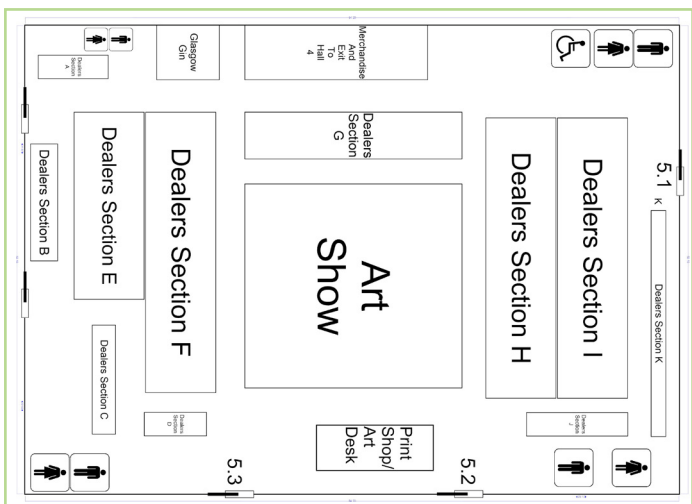 Glasgow
Gin
Merchandise
And
Exit
To
Hall
4
Dealers
Section
A
Dealers
Section
G
Dealers Section B
Dealers Section E
Dealers Section F
Art
Show
Dealers Section H
Dealers Section I
5.1
K
Dealers Section K
Dealers Section C
Dealers
Section
D
Print
Shop/
Art
Desk
Dealers
Section
J
5.3
5.2